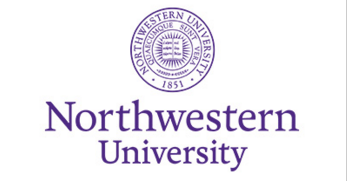 NORTHWESTERN UNIVERSITY
QUAECUMQUE SUNT VERA
· 1851 ·
Northwestern
University